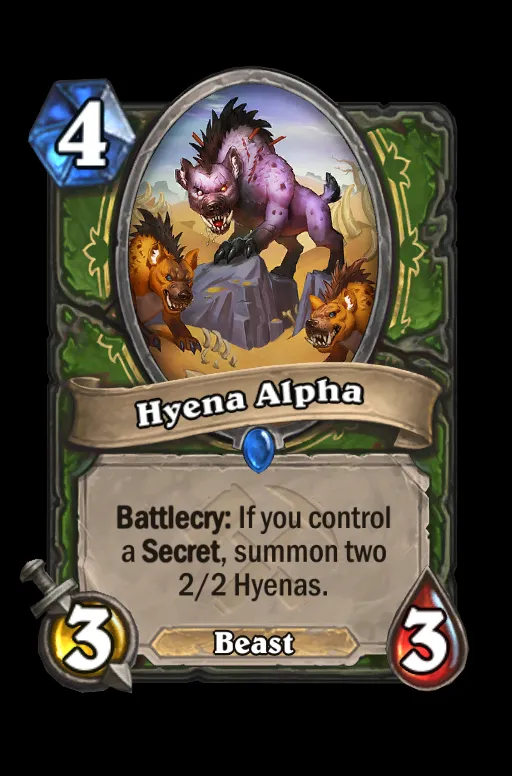 4
Hyena Alpha
Battlecry: If you control
a Secret, summon two
2/2 Hyenas.
3
Beast
3